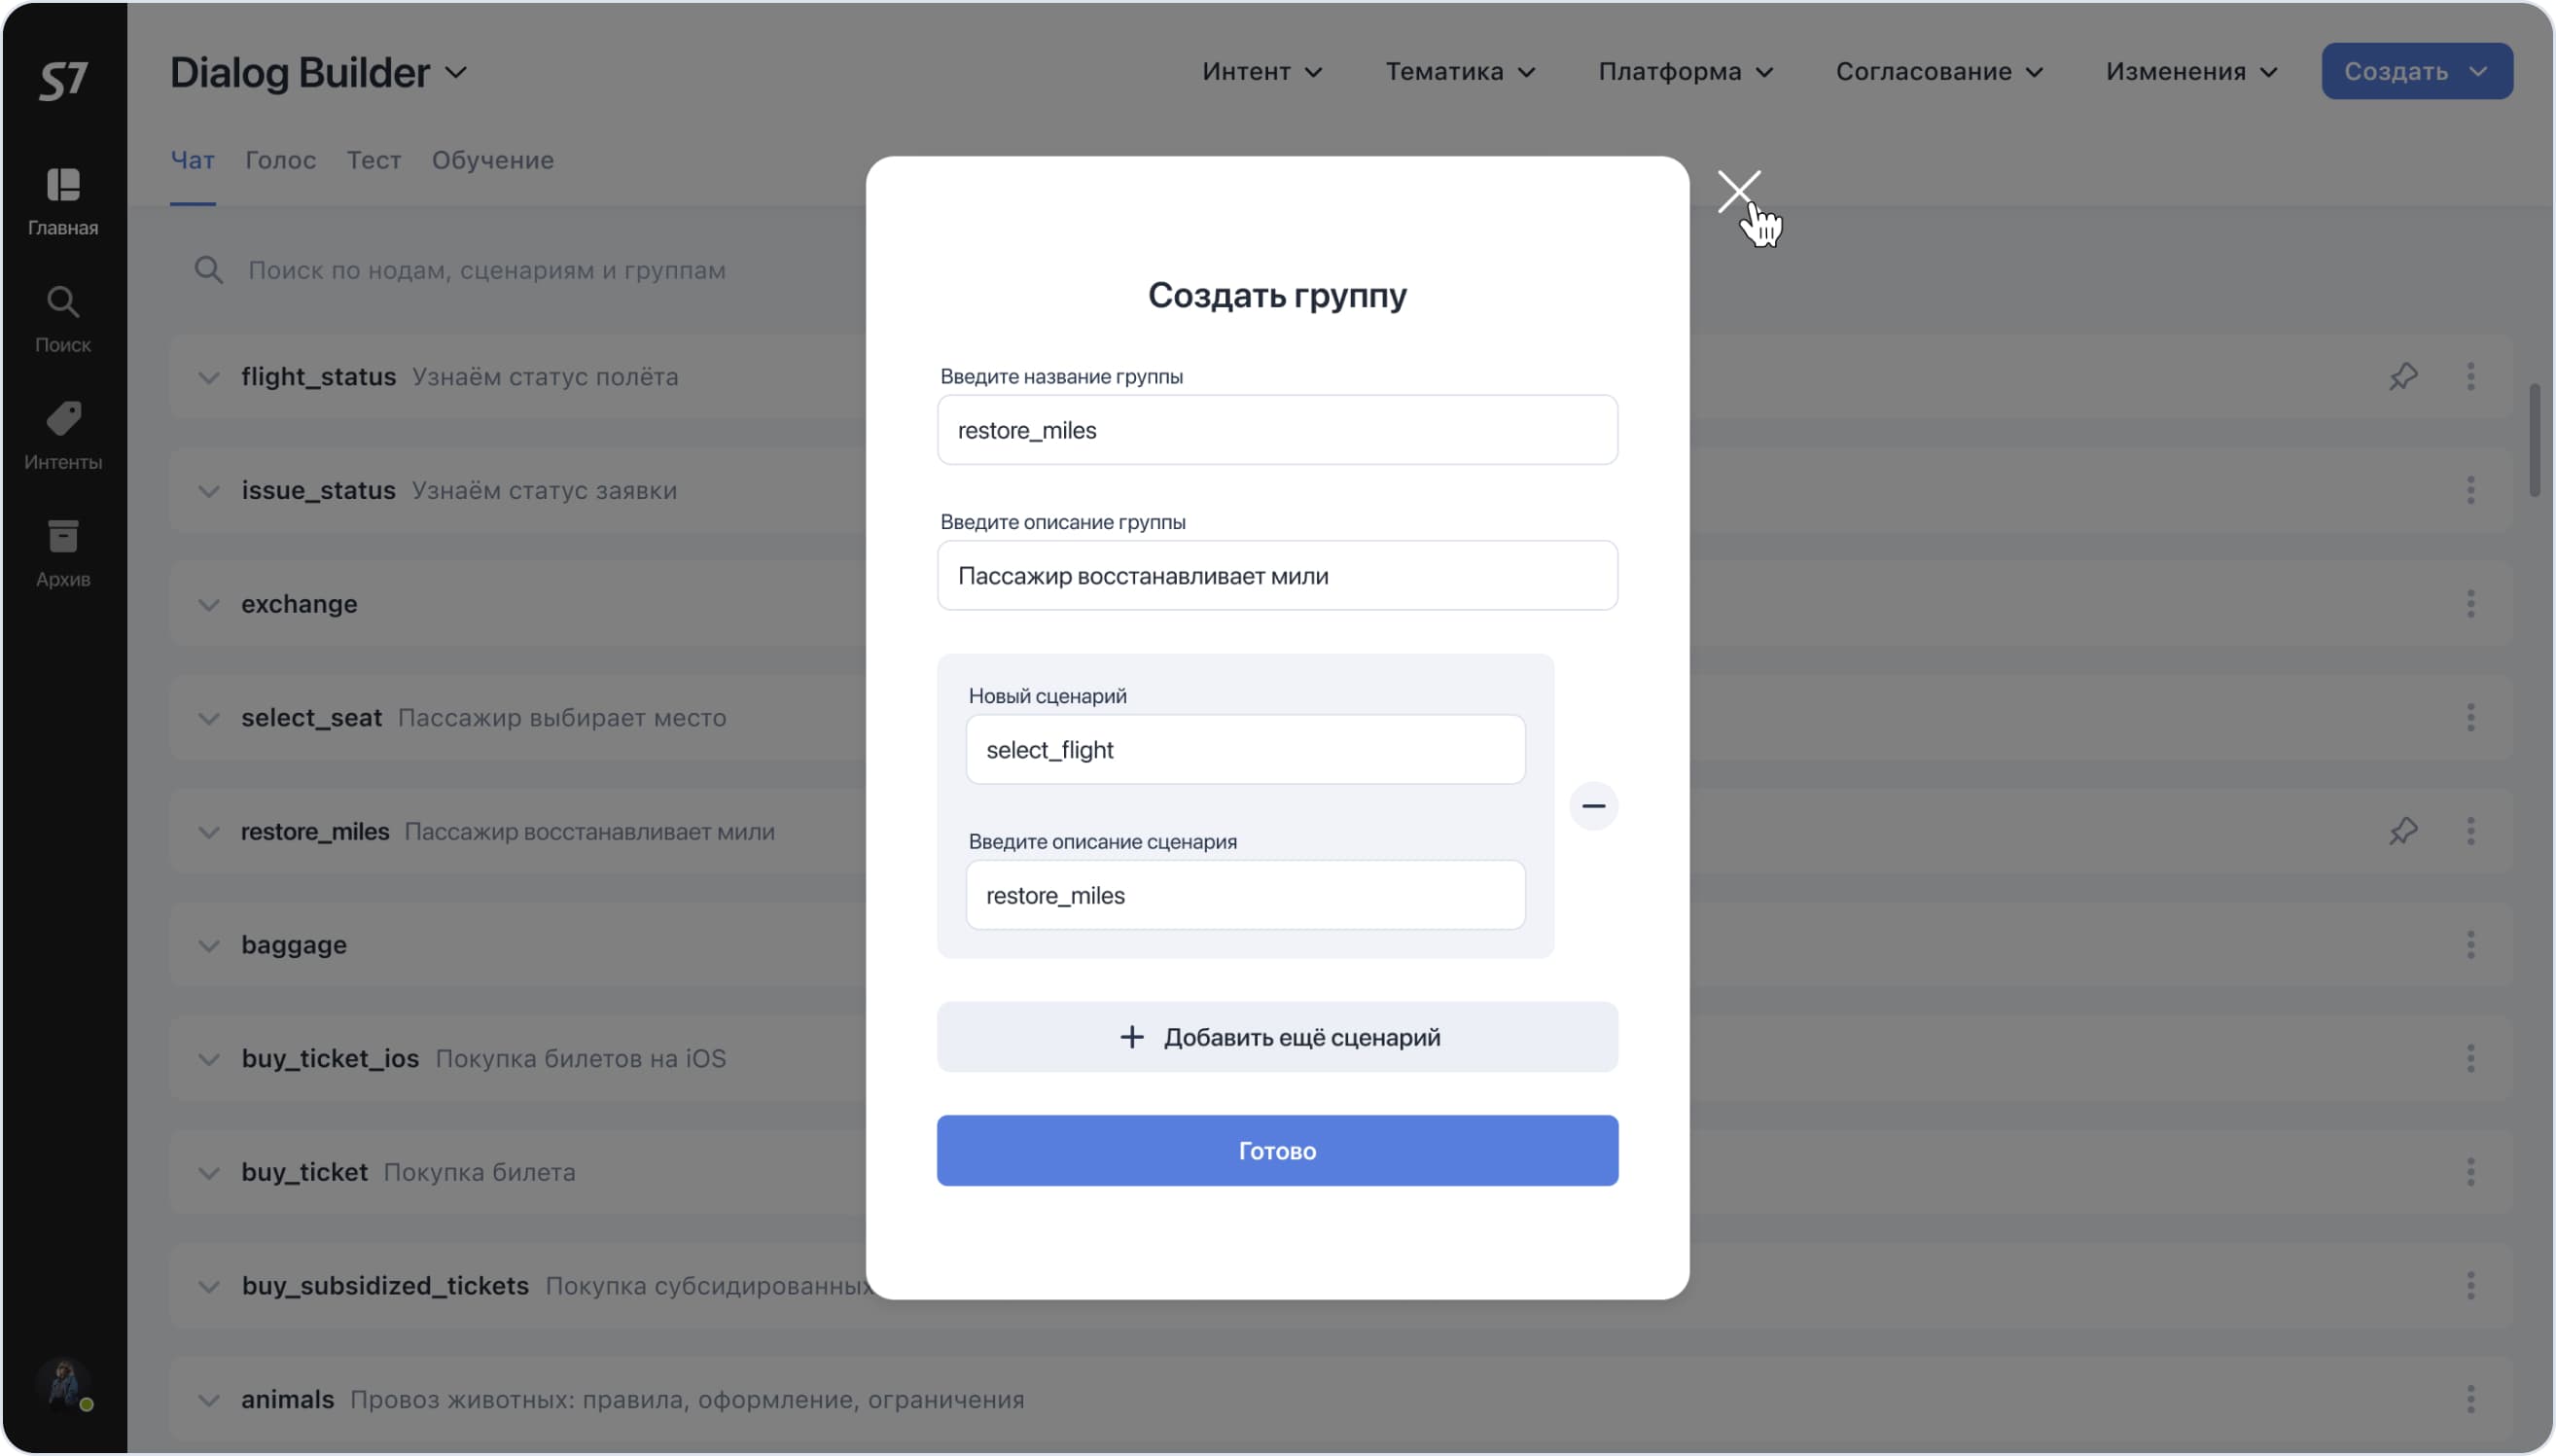 S7
Dialog Builder
Интент
Тематика
Платформа
Согласование
Изменения
Создать
Чат
Голос
Тест
Обучение
Главная
Поиск
Интенты
Архив
Поиск по нодам, сценариям и группам
flight_status Узнаём статус полёта
issue_status Узнаём статус заявки
exchange
select_seat Пассажир выбирает место
restore_miles Пассажир восстанавливает мили
baggage
buy_ticket_ios Покупка билетов на iOS
buy_ticket Покупка билета
buy_subsidized_tickets Покупка субсидированных
animals Провоз животных: правила, оформление, ограничения
Создать группу
Введите название группы
restore_miles
Введите описание группы
Пассажир восстанавливает мили
Новый сценарий
select_flight
Введите описание сценария
restore_miles
Добавить ещё сценарий
Готово